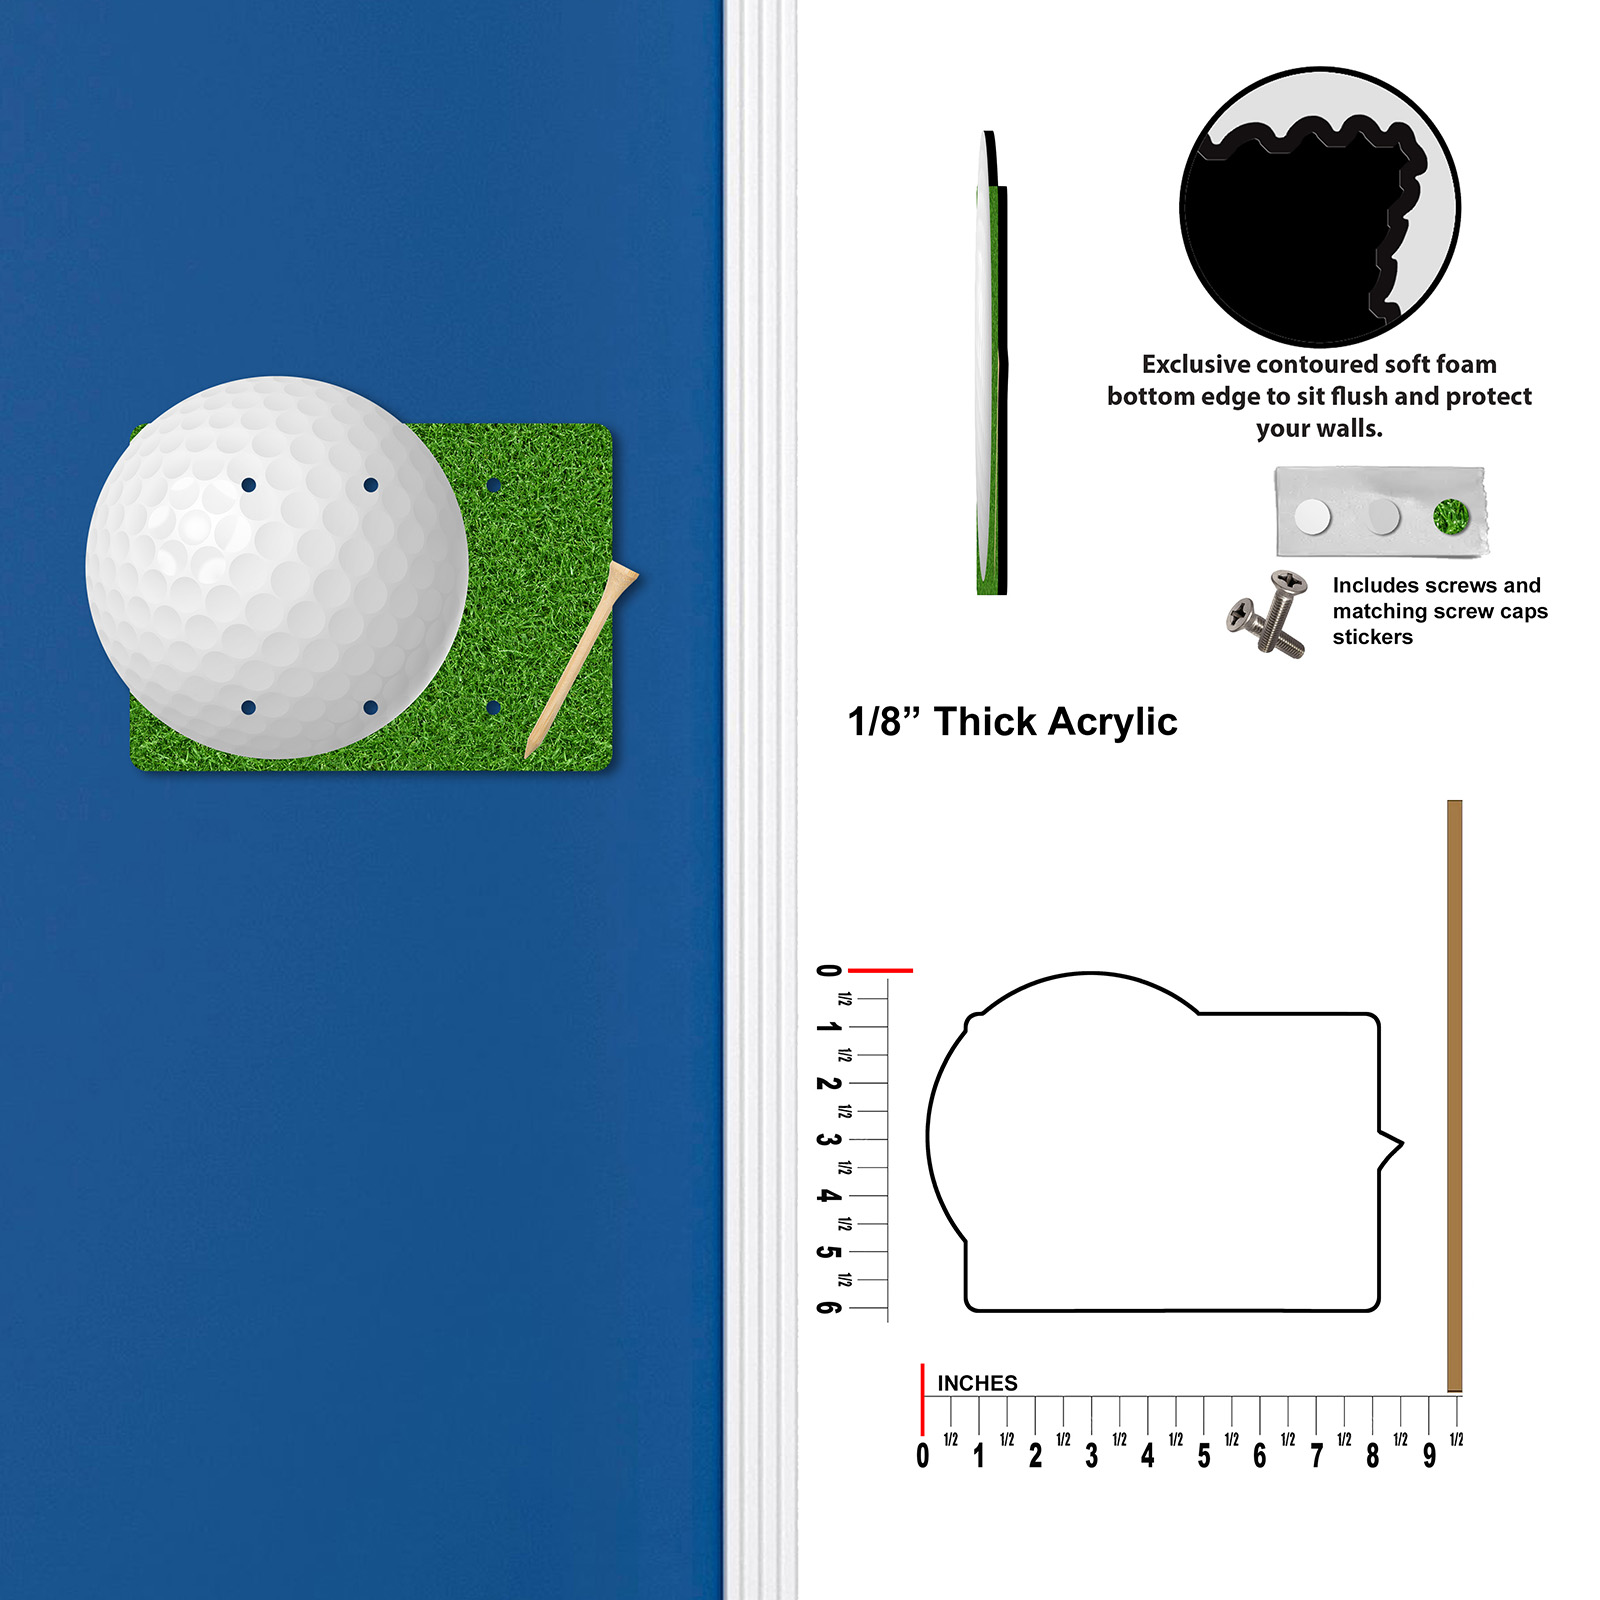 Exclusive contoured soft foam
bottom edge to sit flush and protect
your walls.
Includes screws and
matching screw caps
stickers
1/8” Thick Acrylic
0
1/2
1
1/2
2
1/2
3
1/2
4
1/2
5
1/2
6
INCHES
0 1/2 1 1/2 2 1/2 3 1/2 4 1/2 5 1/2 6 1/2 7 1/2 8 1/2 9 1/2